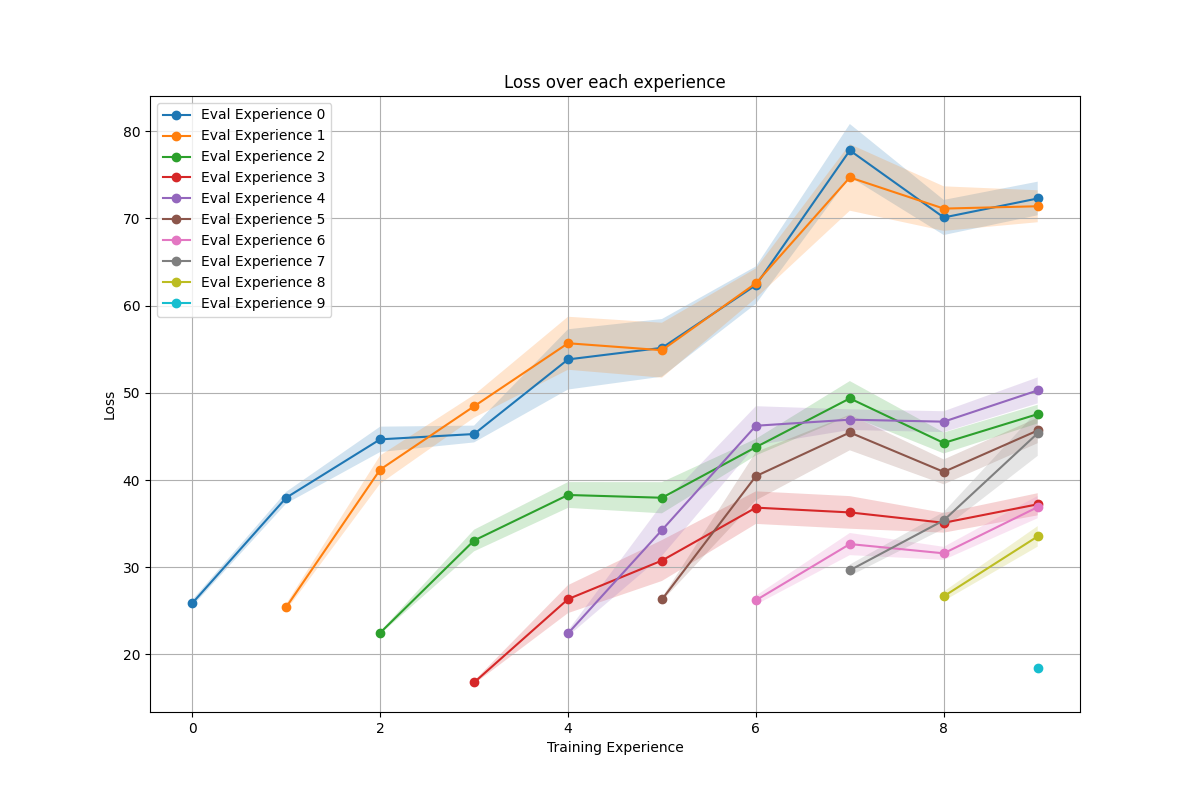 Loss over each experience
Eval Experience 0
Eval Experience 1
Eval Experience 2
Eval Experience 3
Eval Experience 4
Eval Experience 5
Eval Experience 6
Eval Experience 7
Eval Experience 8
Eval Experience 9
80
70
60
50
40
30
20
Loss
0 2 4 6 8
Training Experience